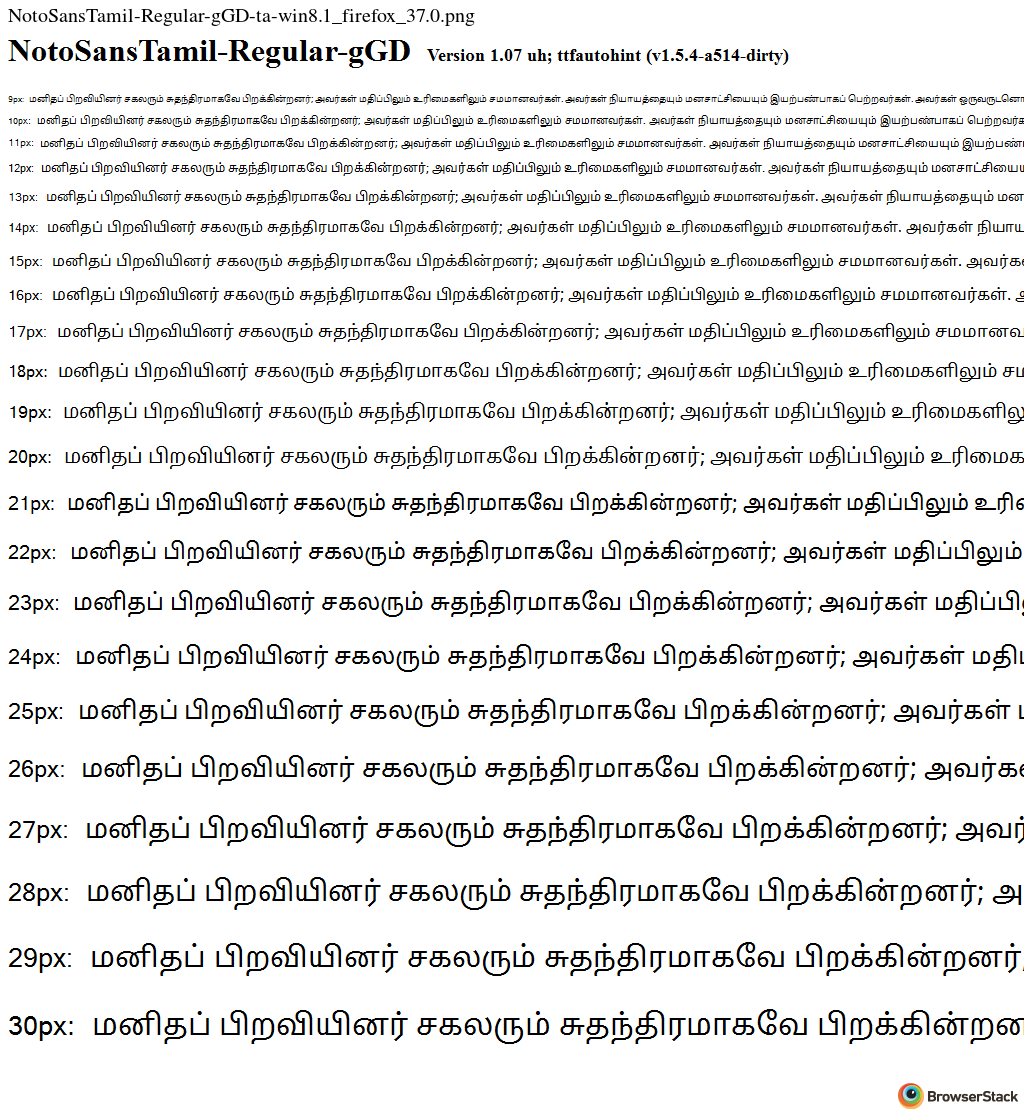 NotoSansTamil-Regular-gGD-ta-win8.1_firefox_37.0.png
NotoSansTamil-Regular-gGD Version 1.07 uh; ttfautohint (v1.5.4-a514-dirty)
9px: மனிதப் பிறவியினர் சகலரும் சுதந்திரமாகவே பிறக்கின்றனர்; அவர்கள் மதிப்பிலும் உரிமைகளிலும் சமமானவர்கள். அவர்கள் நியாயத்தையும் மனசாட்சியையும் இயற்பண்பாகப் பெற்றவர்கள். அவர்கள்
10px: மனிதப் பிறவியினர் சகலரும் சுதந்திரமாகவே பிறக்கின்றனர்; அவர்கள் மதிப்பிலும் உரிமைகளிலும் சமமானவர்கள். அவர்கள் நியாயத்தையும் மனசாட்சியையும் இயற்பண்பாகப் பெற்றவர்க
11px: மனிதப் பிறவியினர் சகலரும் சுதந்திரமாகவே பிறக்கின்றனர்; அவர்கள் மதிப்பிலும் உரிமைகளிலும் சமமானவர்கள். அவர்கள் நியாயத்தையும் மனசாட்சியையும் இயற்பண்
12px: மனிதப் பிறவியினர் சகலரும் சுதந்திரமாகவே பிறக்கின்றனர்; அவர்கள் மதிப்பிலும் உரிமைகளிலும் சமமானவர்கள். அவர்கள் நியாயத்தையும் மனசாட்சியைய
13px: மனிதப் பிறவியினர் சகலரும் சுதந்திரமாகவே பிறக்கின்றனர்; அவர்கள் மதிப்பிலும் உரிமைகளிலும் சமமானவர்கள். அவர்கள் நியாயத்தையும் மன
14px: மனிதப் பிறவியினர் சகலரும் சுதந்திரமாகவே பிறக்கின்றனர்; அவர்கள் மதிப்பிலும் உரிமைகளிலும் சமமானவர்கள். அவர்கள் நியாய
15px: மனிதப் பிறவியினர் சகலரும் சுதந்திரமாகவே பிறக்கின்றனர்; அவர்கள் மதிப்பிலும் உரிமைகளிலும் சமமானவர்கள். அவர்க
16px: மனிதப் பிறவியினர் சகலரும் சுதந்திரமாகவே பிறக்கின்றனர்; அவர்கள் மதிப்பிலும் உரிமைகளிலும் சமமானவர்கள்.
17px: மனிதப் பிறவியினர் சகலரும் சுதந்திரமாகவே பிறக்கின்றனர்; அவர்கள் மதிப்பிலும் உரிமைகளிலும் சமமானவ
18px: மனிதப் பிறவியினர் சகலரும் சுதந்திரமாகவே பிறக்கின்றனர்; அவர்கள் மதிப்பிலும் உரிமைகளிலும் சம
19px: மனிதப் பிறவியினர் சகலரும் சுதந்திரமாகவே பிறக்கின்றனர்; அவர்கள் மதிப்பிலும் உரிமைகளிலு
20px: மனிதப் பிறவியினர் சகலரும் சுதந்திரமாகவே பிறக்கின்றனர்; அவர்கள் மதிப்பிலும் உரிமைக
21px: மனிதப் பிறவியினர் சகலரும் சுதந்திரமாகவே பிறக்கின்றனர்; அவர்கள் மதிப்பிலும் உரிமை
22px: மனிதப் பிறவியினர் சகலரும் சுதந்திரமாகவே பிறக்கின்றனர்; அவர்கள் மதிப்பிலும்
23px: மனிதப் பிறவியினர் சகலரும் சுதந்திரமாகவே பிறக்கின்றனர்; அவர்கள் மதிப்பி
24px: மனிதப் பிறவியினர் சகலரும் சுதந்திரமாகவே பிறக்கின்றனர்; அவர்கள் மதிப்
25px: மனிதப் பிறவியினர் சகலரும் சுதந்திரமாகவே பிறக்கின்றனர்; அவர்கள்
26px: மனிதப் பிறவியினர் சகலரும் சுதந்திரமாகவே பிறக்கின்றனர்; அவர்க
27px: மனிதப் பிறவியினர் சகலரும் சுதந்திரமாகவே பிறக்கின்றனர்; அவர்
28px: மனிதப் பிறவியினர் சகலரும் சுதந்திரமாகவே பிறக்கின்றனர்; அ
29px: மனிதப் பிறவியினர் சகலரும் சுதந்திரமாகவே பிறக்கின்றனர்;
30px: மனிதப் பிறவியினர் சகலரும் சுதந்திரமாகவே பிறக்கின்றன
BrowserStack